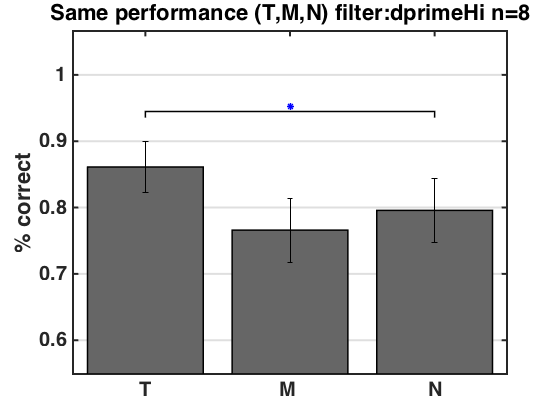 Same performance (T,M,N) filter:dprimeHi n=8
% correct
1
0.9
0.8
0.7
0.6
T M N